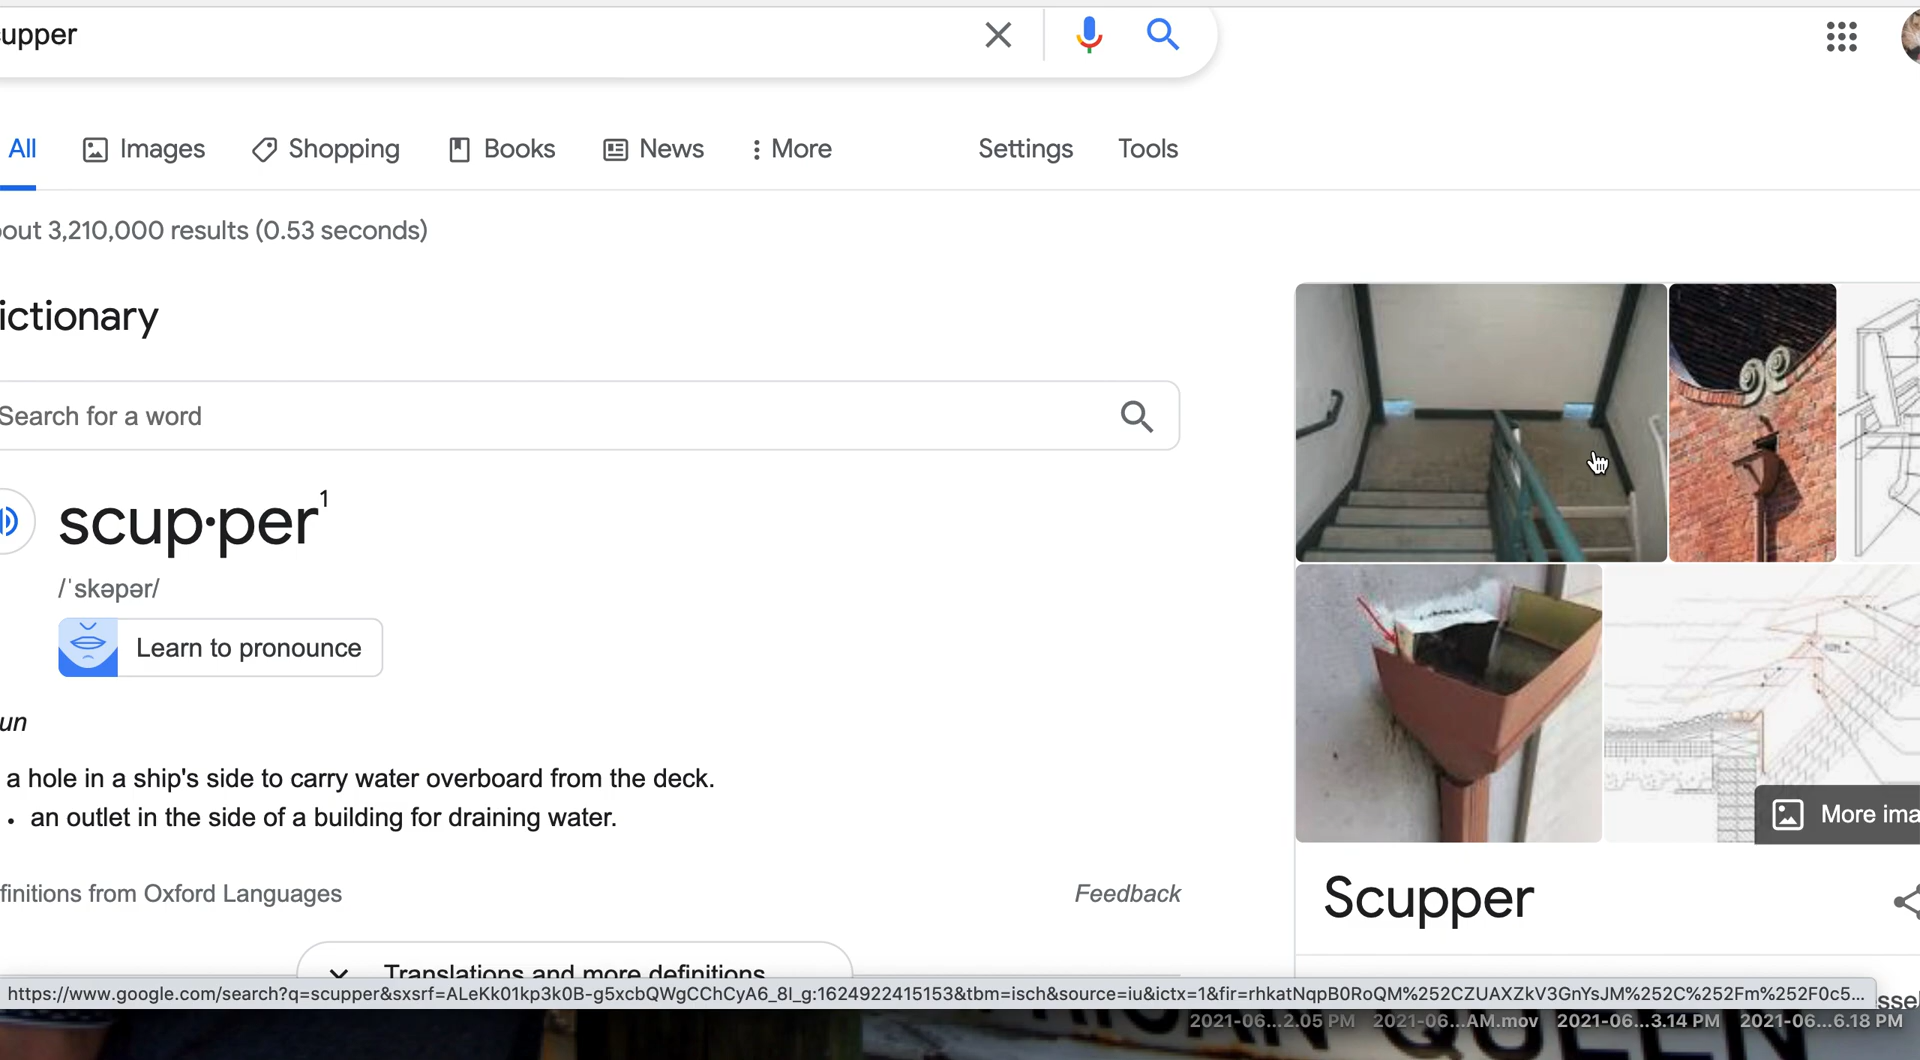 upper
All Images Shopping Books News More Settings Tools
out 3,210,000 results (0.53 seconds)
ictionary
Search for a word
scup·per¹
/ˈskəpər/
Learn to pronounce
un
a hole in a ship's side to carry water overboard from the deck.
• an outlet in the side of a building for draining water.
finitions from Oxford Languages
Feedback
More ima
Scupper
Translations and more definitions
https://www.google.com/search?q=scupper&sxsrf=ALeKk01kp3k0B-g5xcbQWgCChCyA6_8l_g:1624922415153&tbm=isch&source=iu&ictx=1&fir=rhkatNqpB0RoQM%252CZUAXZkV3GnYsJM%252C%252Fm%252F0c5...
ssel
2021-06...2.05 PM 2021-06...AM.mov 2021-06...3.14 PM 2021-06...6.18 PM
QUEEN